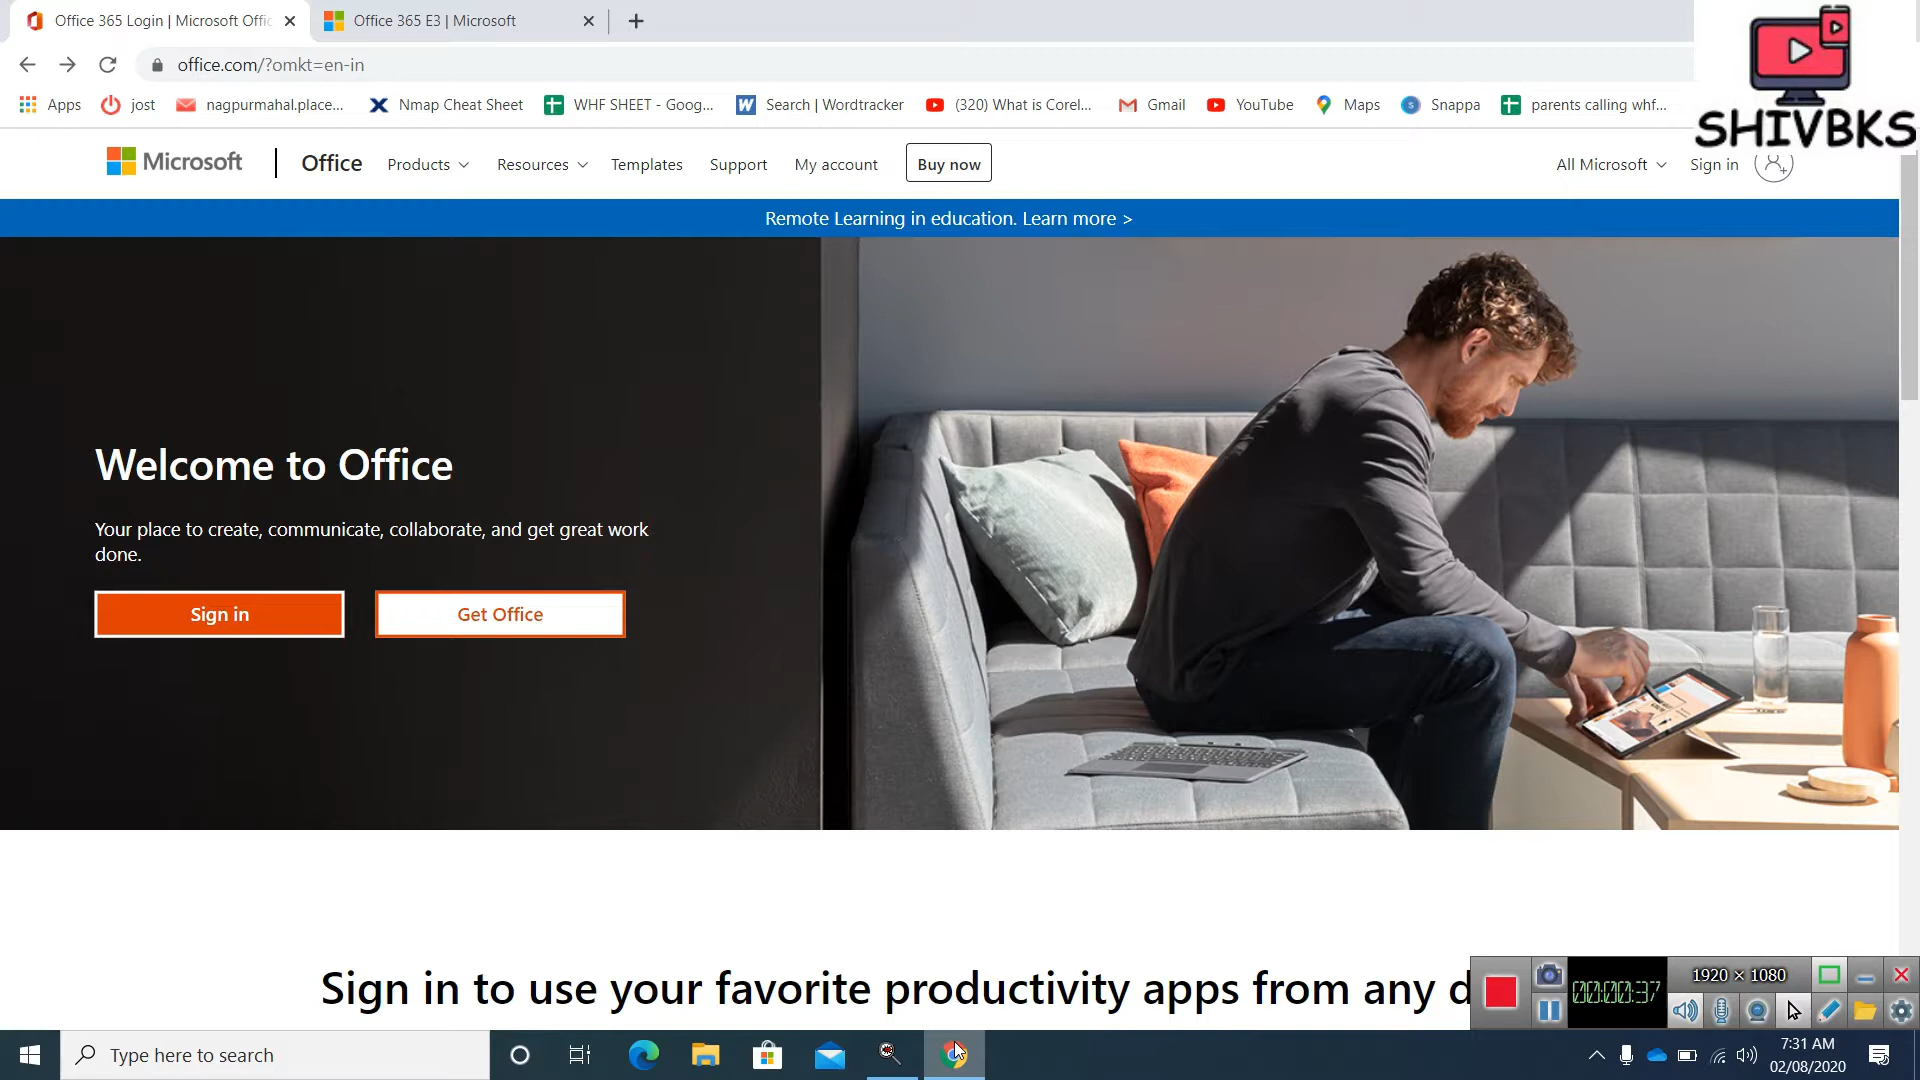 Office 365 Login | Microsoft Offic
Office 365 E3 | Microsoft
office.com/?omkt=en-in
Apps
jost
nagpurmahal.place...
Nmap Cheat Sheet
WHF SHEET - Goog...
Search | Wordtracker
(320) What is Corel...
Gmail
YouTube
Maps
Snappa
parents calling whf...
SHIVBKS
Microsoft
Office
Products
Resources
Templates
Support
My account
Buy now
All Microsoft
Sign in
Remote Learning in education. Learn more >
Welcome to Office
Your place to create, communicate, collaborate, and get great work
done.
Sign in
Get Office
Sign in to use your favorite productivity apps from any d
1920 × 1080
00:00:37
Type here to search
7:31 AM
02/08/2020